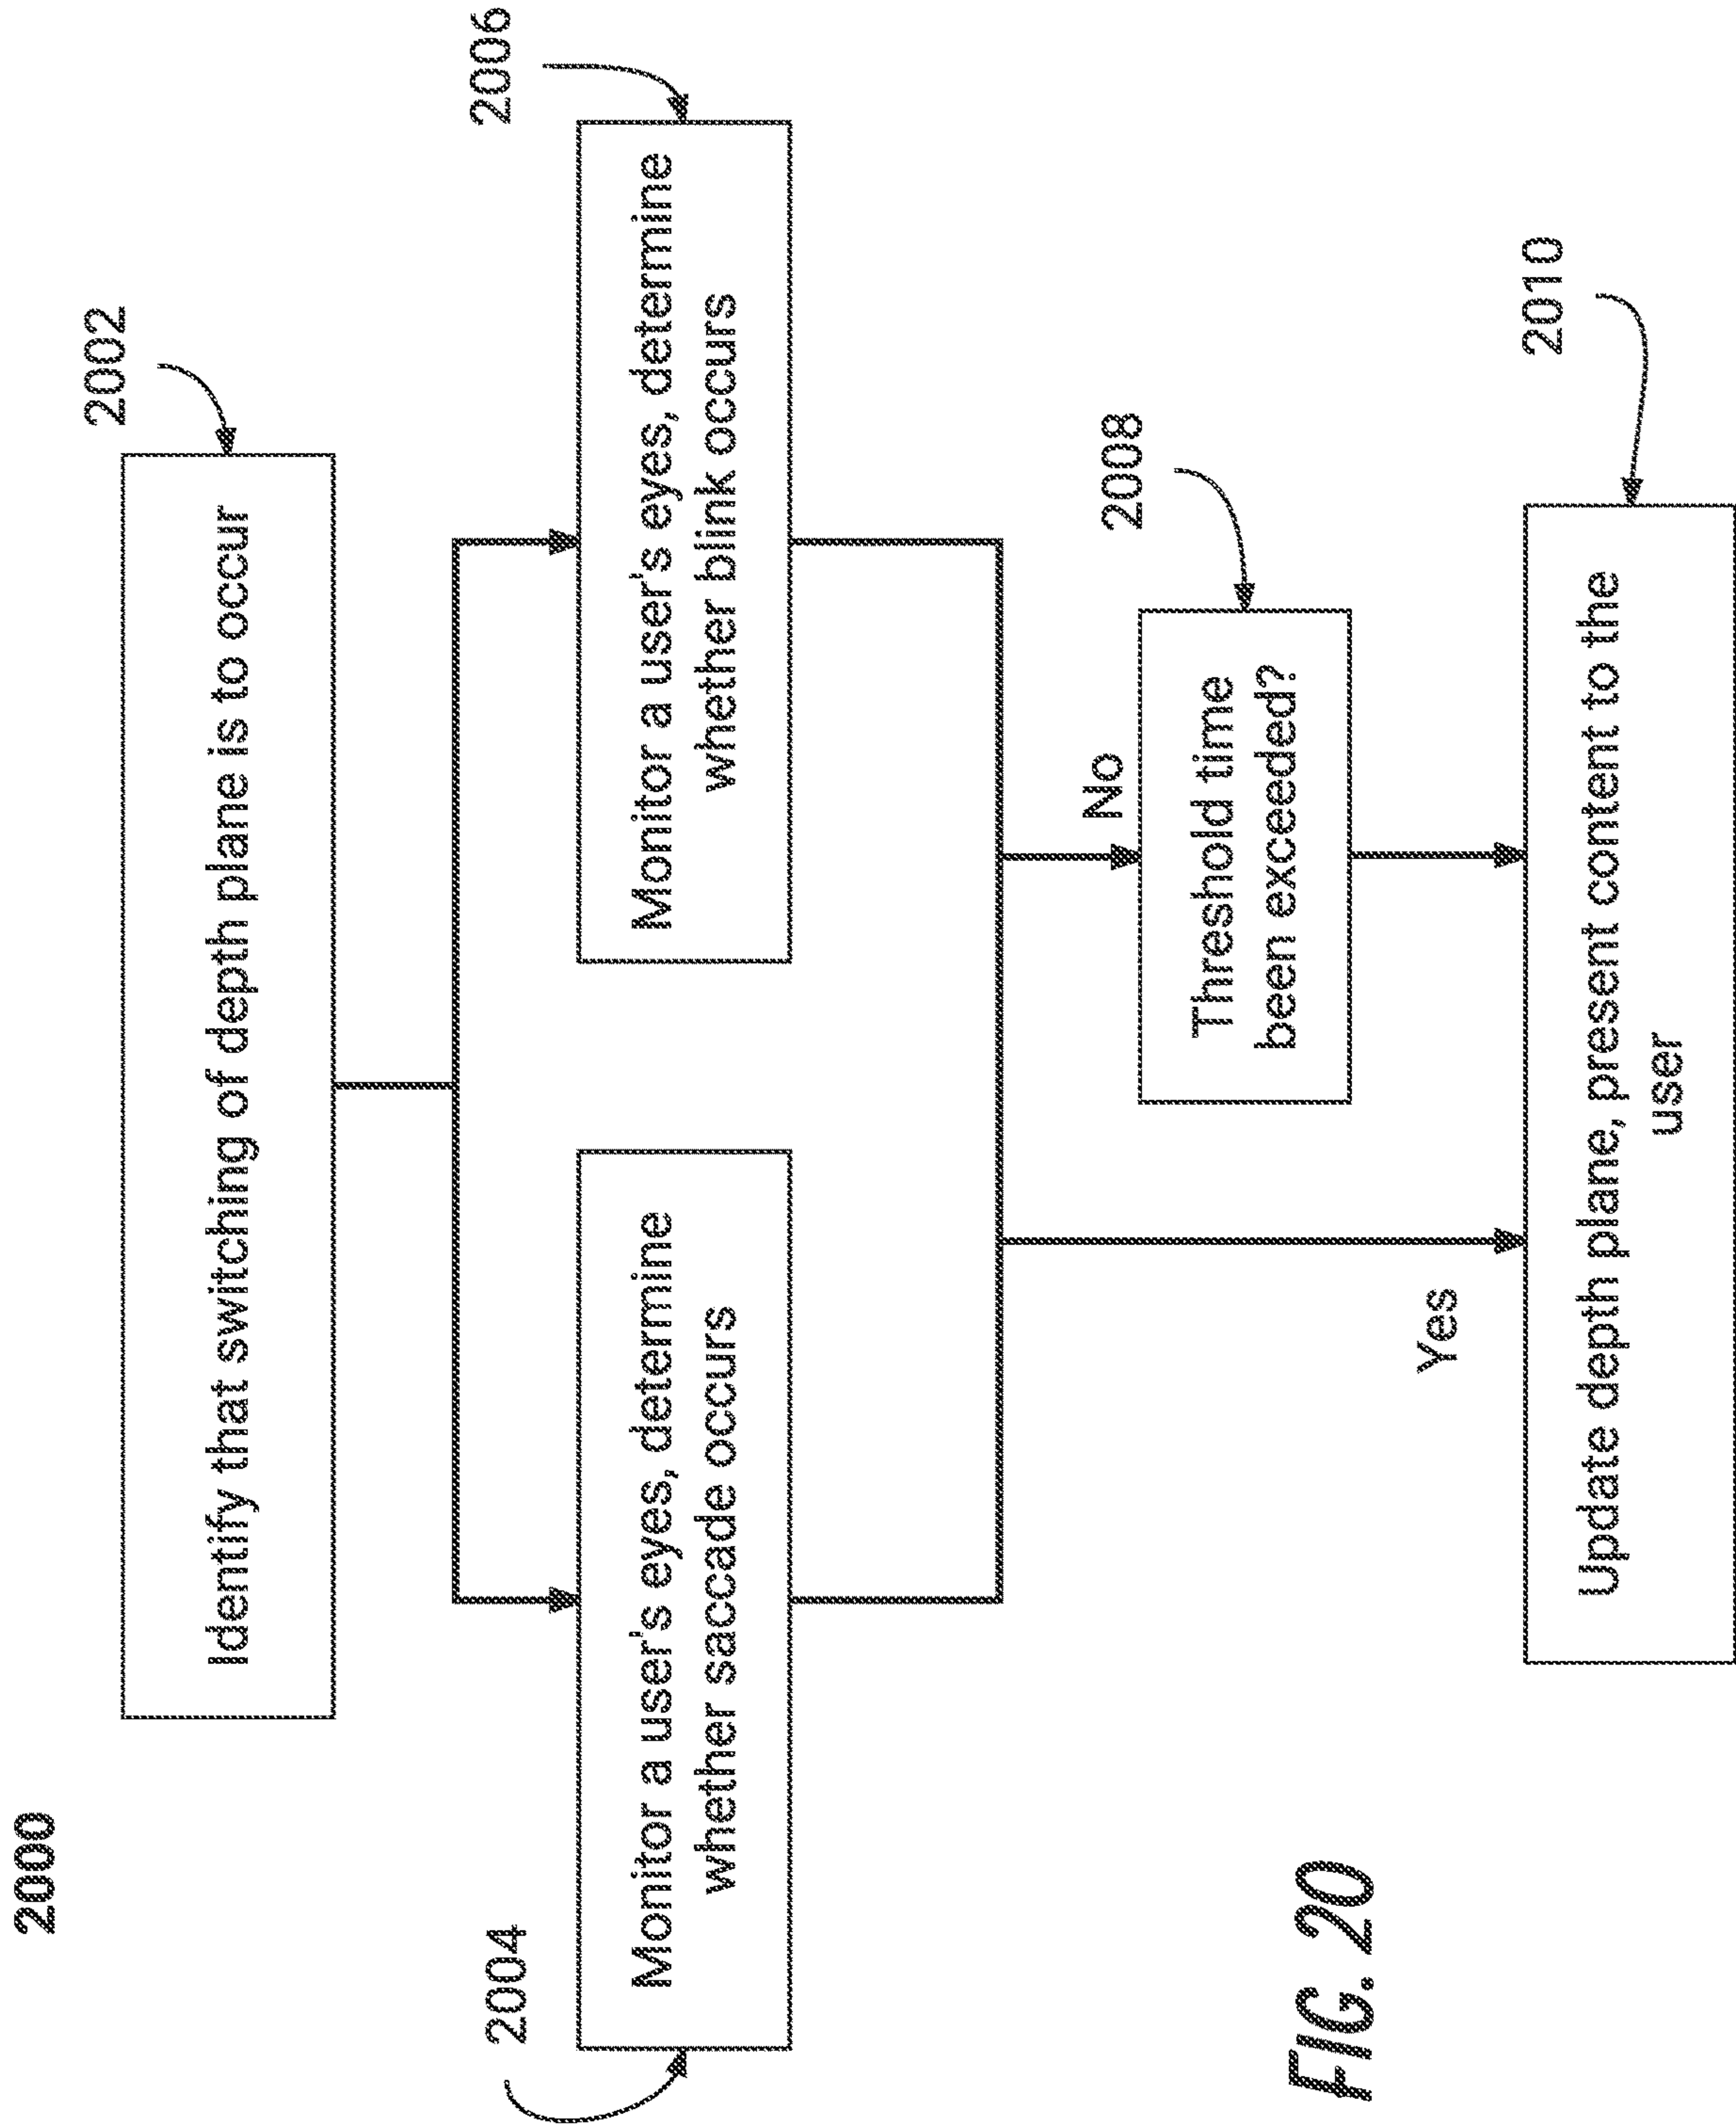 2000
2002
Identify that switching of depth plane is to occur
2004
Monitor a user's eyes, determine
whether saccade occurs
2006
Monitor a user's eyes, determine
whether blink occurs
No
2008
Threshold time
been exceeded?
Yes
2010
Update depth plane, present content to the
user
FIG. 20